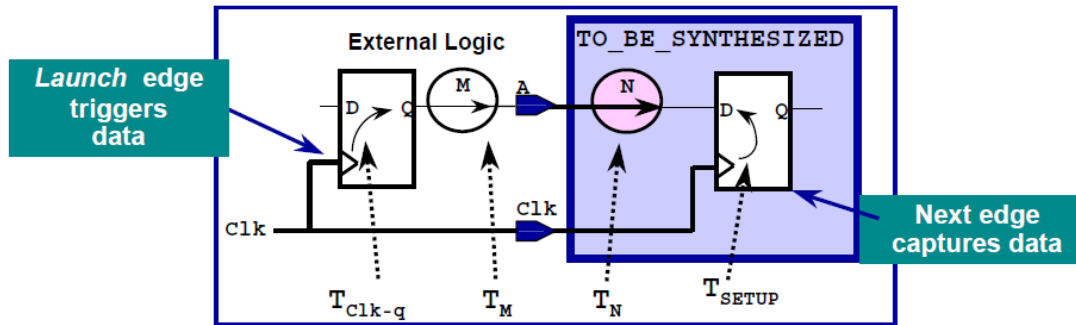 External Logic
TO_BE_SYNTHESIZED
Launch edge
triggers
data
D
Q
M
A
N
D
Q
Clk
Clk
Next edge
captures data
TClk-q
TM
TN
TSETUP